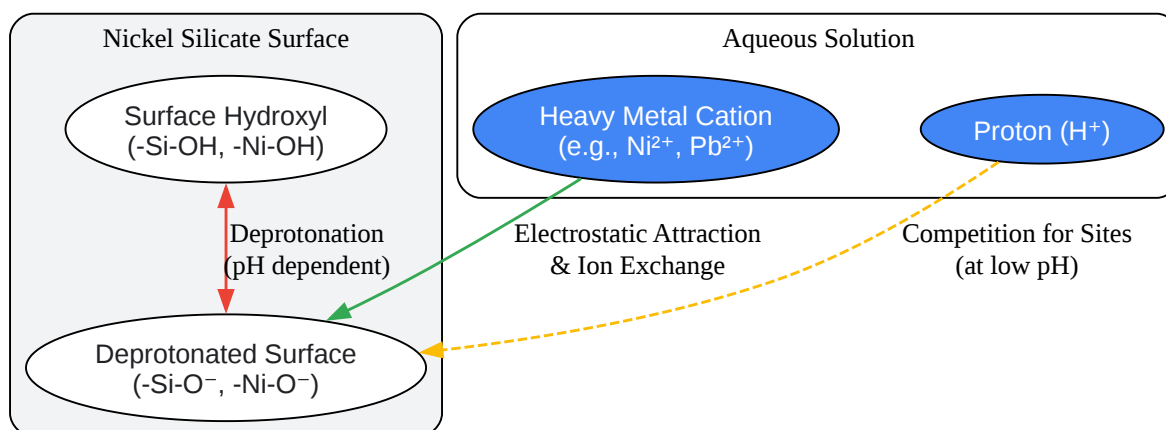 Nickel Silicate Surface
Surface Hydroxyl
(-Si-OH, -Ni-OH)
Deprotonation
(pH dependent)
Deprotonated Surface
(-Si-O⁻, -Ni-O⁻)
Aqueous Solution
Heavy Metal Cation
(e.g., Ni²⁺, Pb²⁺)
Proton (H⁺)
Electrostatic Attraction
& Ion Exchange
Competition for Sites
(at low pH)